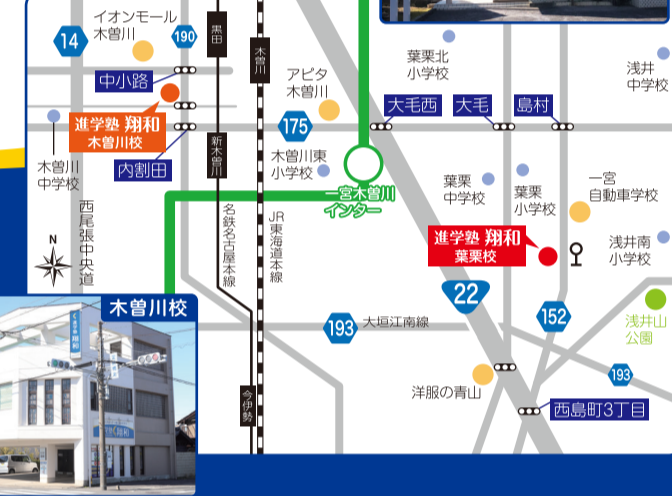 イオンモール
木曽川
14
190
黒田
木曽川
中小路
アピタ
木曽川
葉栗北
小学校
浅井
中学校
進学塾 翔和
木曽川校
175
大毛西
大毛
島村
木曽川
中学校
内割田
新木曽川
木曽川東
小学校
一宮木曽川
インター
葉栗
中学校
葉栗
小学校
一宮
自動車学校
西尾張中央道
名鉄名古屋本線
JR東海道本線
進学塾 翔和
葉栗校
浅井南
小学校
N
木曽川校
22
152
浅井山
公園
193
大垣江南線
193
洋服の青山
今伊勢
西島町3丁目